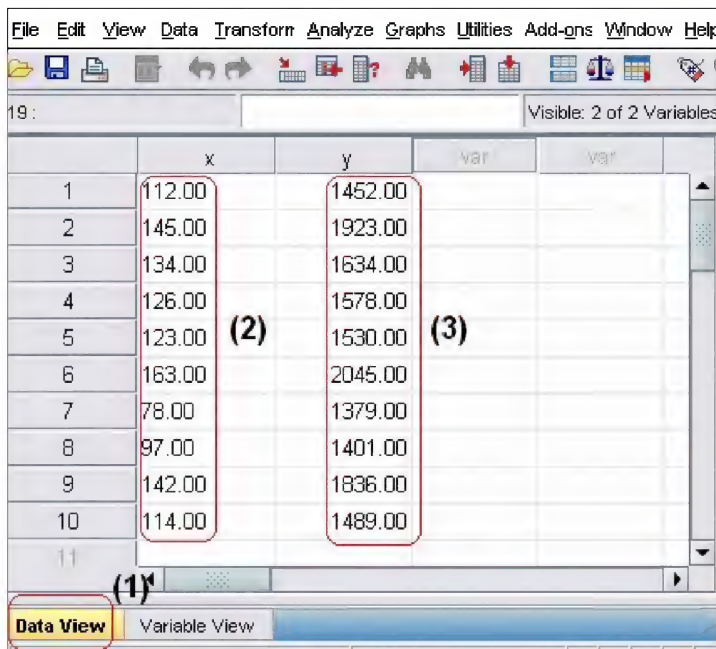 File Edit View Data Transform Analyze Graphs Utilities Add-ons Window Help
19 : Visible: 2 of 2 Variables
x y var var
1 112.00 1452.00
2 145.00 1923.00
3 134.00 1634.00
4 126.00 1578.00
5 123.00 (2) 1530.00 (3)
6 163.00 2045.00
7 78.00 1379.00
8 97.00 1401.00
9 142.00 1836.00
10 114.00 1489.00
11
(1)
Data View Variable View